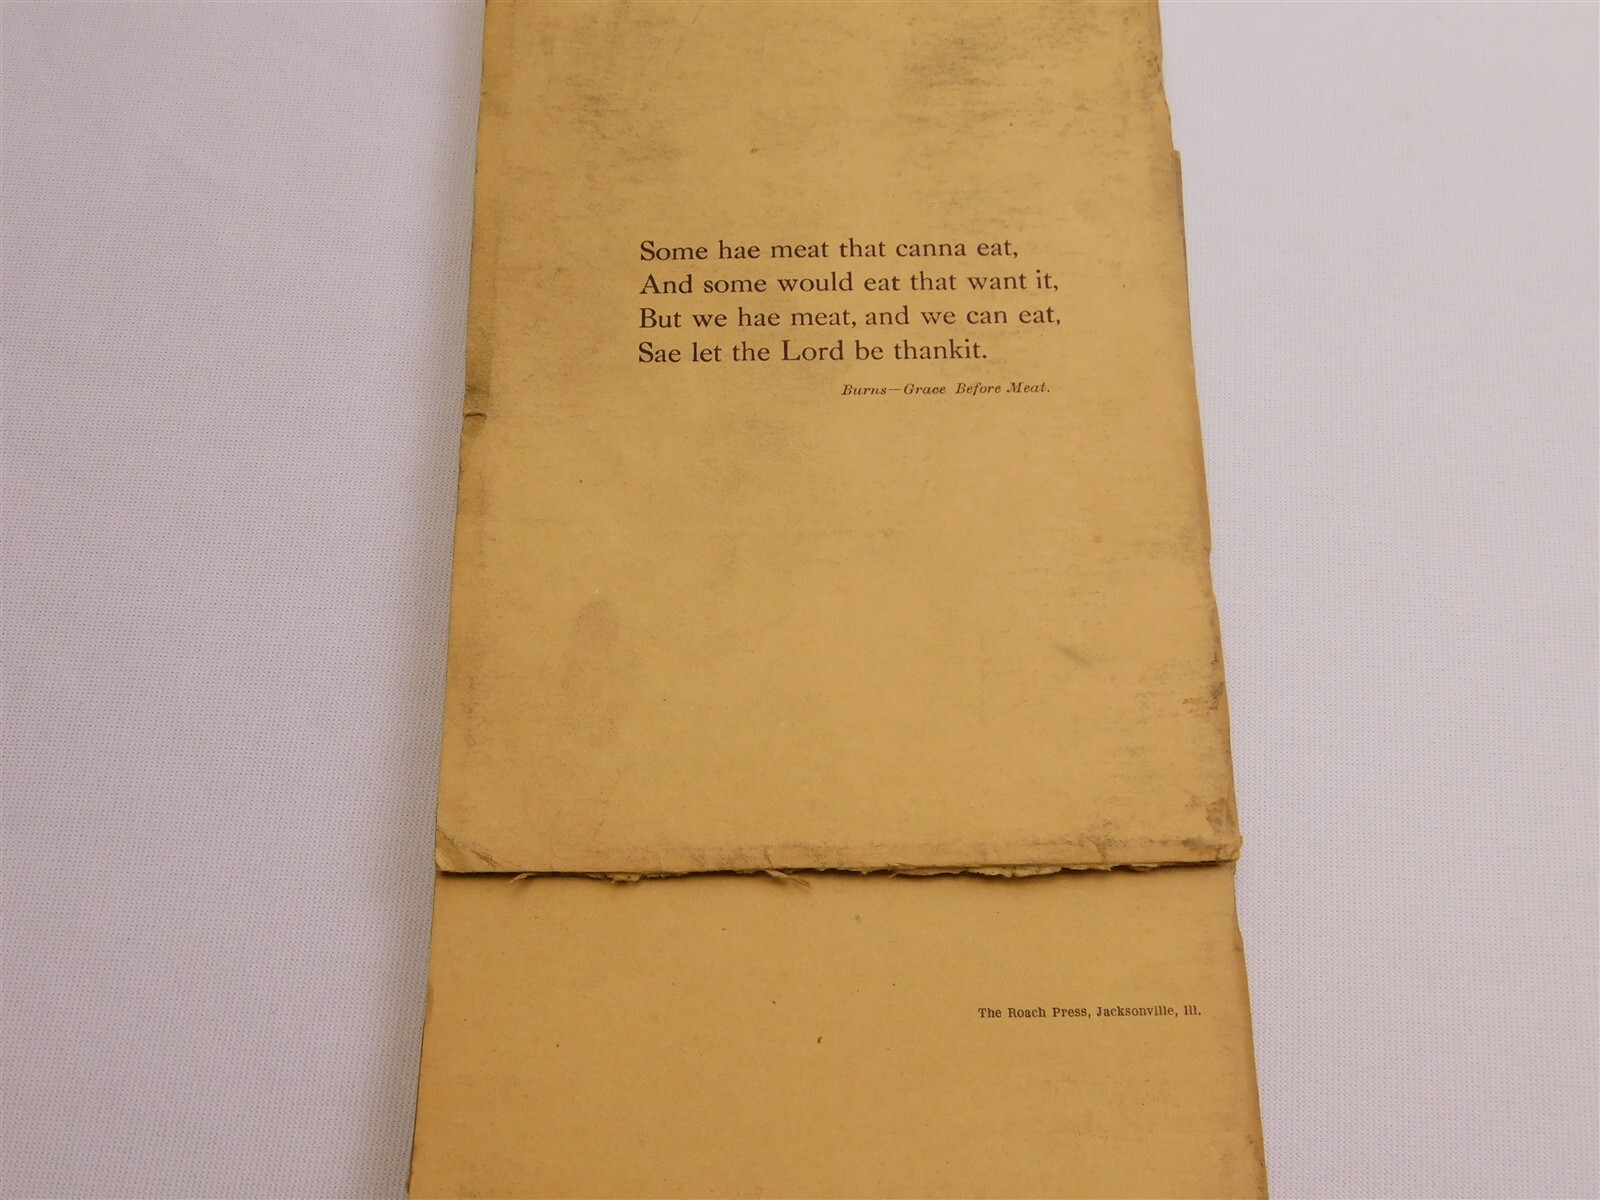 Some hae meat that canna eat,
And some would eat that want it,
But we hae meat, and we can eat,
Sae let the Lord be thankit.
Burns—Grace Before Meat.
The Roach Press, Jacksonville, Ill.